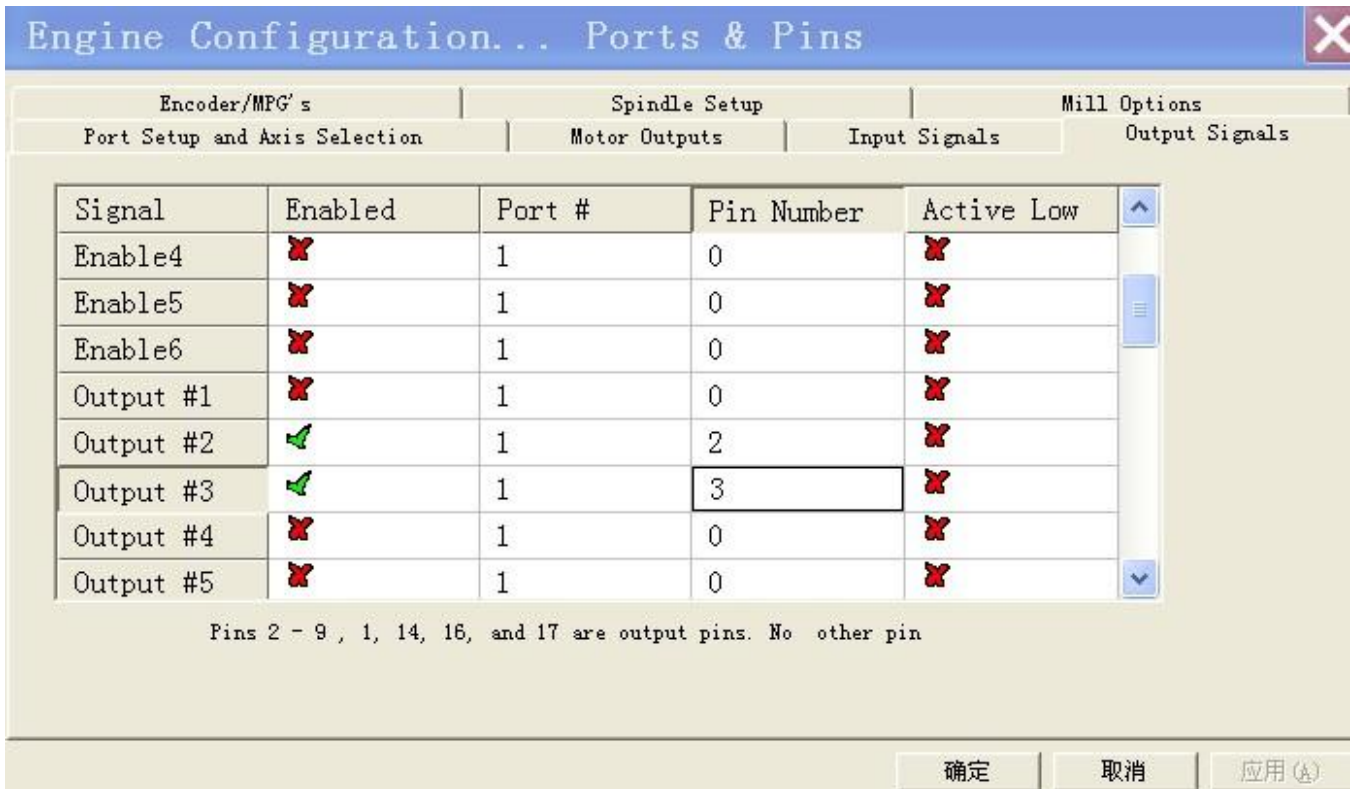 Engine Configuration... Ports & Pins
Encoder/MPG's Spindle Setup Mill Options
Port Setup and Axis Selection Motor Outputs Input Signals Output Signals
Signal Enabled Port # Pin Number Active Low
Enable4 1 0
Enable5 1 0
Enable6 1 0
Output #1 1 0
Output #2 1 2
Output #3 1 3
Output #4 1 0
Output #5 1 0
Pins 2 - 9 , 1, 14, 16, and 17 are output pins. No other pin
确定 取消 应用(A)